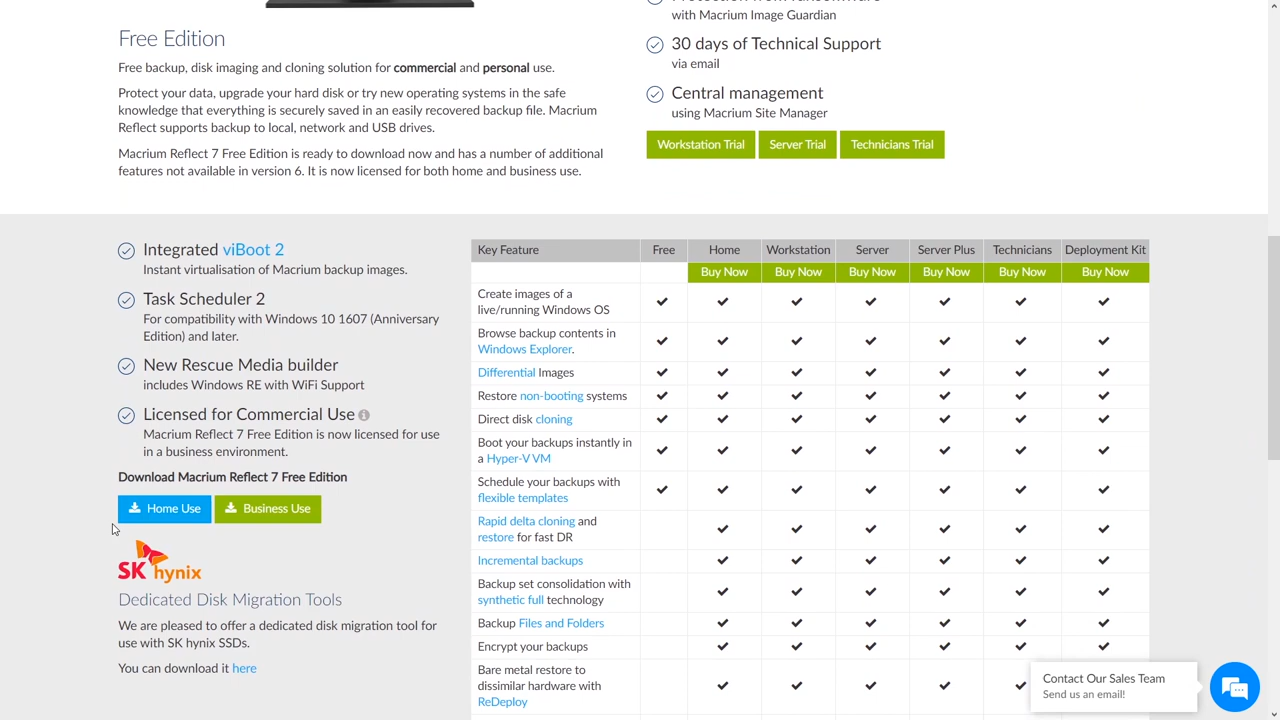 with Macrium Image Guardian
Free Edition
30 days of Technical Support
via email
Free backup, disk imaging and cloning solution for commercial and personal use.
Protect your data, upgrade your hard disk or try new operating systems in the safe
knowledge that everything is securely saved in an easily recovered backup file. Macrium
Reflect supports backup to local, network and USB drives.
Central management
using Macrium Site Manager
Macrium Reflect 7 Free Edition is ready to download now and has a number of additional
features not available in version 6. It is now licensed for both home and business use.
Workstation Trial Server Trial Technicians Trial
Integrated viBoot 2
Instant virtualisation of Macrium backup images.
Task Scheduler 2
For compatibility with Windows 10 1607 (Anniversary
Edition) and later.
New Rescue Media builder
includes Windows RE with WiFi Support
Licensed for Commercial Use
Macrium Reflect 7 Free Edition is now licensed for use
in a business environment.
Download Macrium Reflect 7 Free Edition
Home Use Business Use
SK hynix
Dedicated Disk Migration Tools
We are pleased to offer a dedicated disk migration tool for
use with SK hynix SSDs.
You can download it here
Key Feature Free Home Workstation Server Server Plus Technicians Deployment Kit
Buy Now Buy Now Buy Now Buy Now Buy Now Buy Now
Create images of a
live/running Windows OS
Browse backup contents in
Windows Explorer.
Differential Images
Restore non-booting systems
Direct disk cloning
Boot your backups instantly in
a Hyper-V VM
Schedule your backups with
flexible templates
Rapid delta cloning and
restore for fast DR
Incremental backups
Backup set consolidation with
synthetic full technology
Backup Files and Folders
Encrypt your backups
Bare metal restore to
dissimilar hardware with
ReDeploy
Contact Our Sales Team
Send us an email!